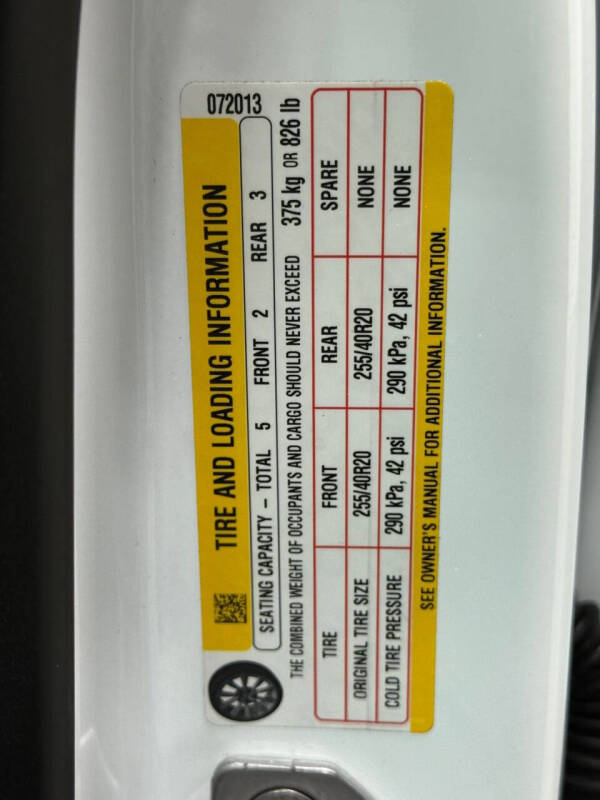 072013
TIRE AND LOADING INFORMATION
SEATING CAPACITY – TOTAL 5 FRONT 2 REAR 3
THE COMBINED WEIGHT OF OCCUPANTS AND CARGO SHOULD NEVER EXCEED 375 kg OR 826 lb
TIRE FRONT REAR SPARE
ORIGINAL TIRE SIZE 255/40R20 255/40R20 NONE
COLD TIRE PRESSURE 290 kPa, 42 psi 290 kPa, 42 psi NONE
SEE OWNER'S MANUAL FOR ADDITIONAL INFORMATION.